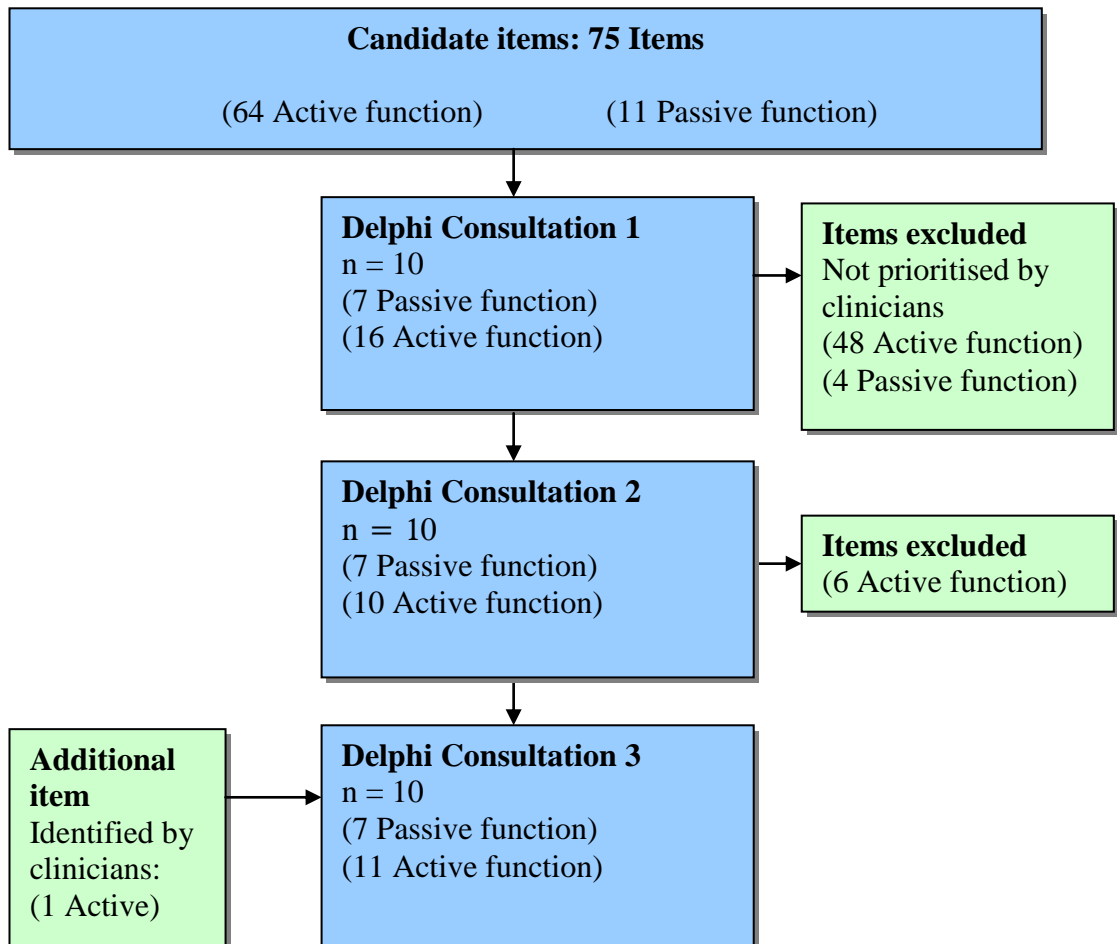 Candidate items: 75 Items
(64 Active function) (11 Passive function)
Delphi Consultation 1
n = 10
(7 Passive function)
(16 Active function)
Items excluded
Not prioritised by
clinicians
(48 Active function)
(4 Passive function)
Delphi Consultation 2
n = 10
(7 Passive function)
(10 Active function)
Items excluded
(6 Active function)
Additional
item
Identified by
clinicians:
(1 Active)
Delphi Consultation 3
n = 10
(7 Passive function)
(11 Active function)